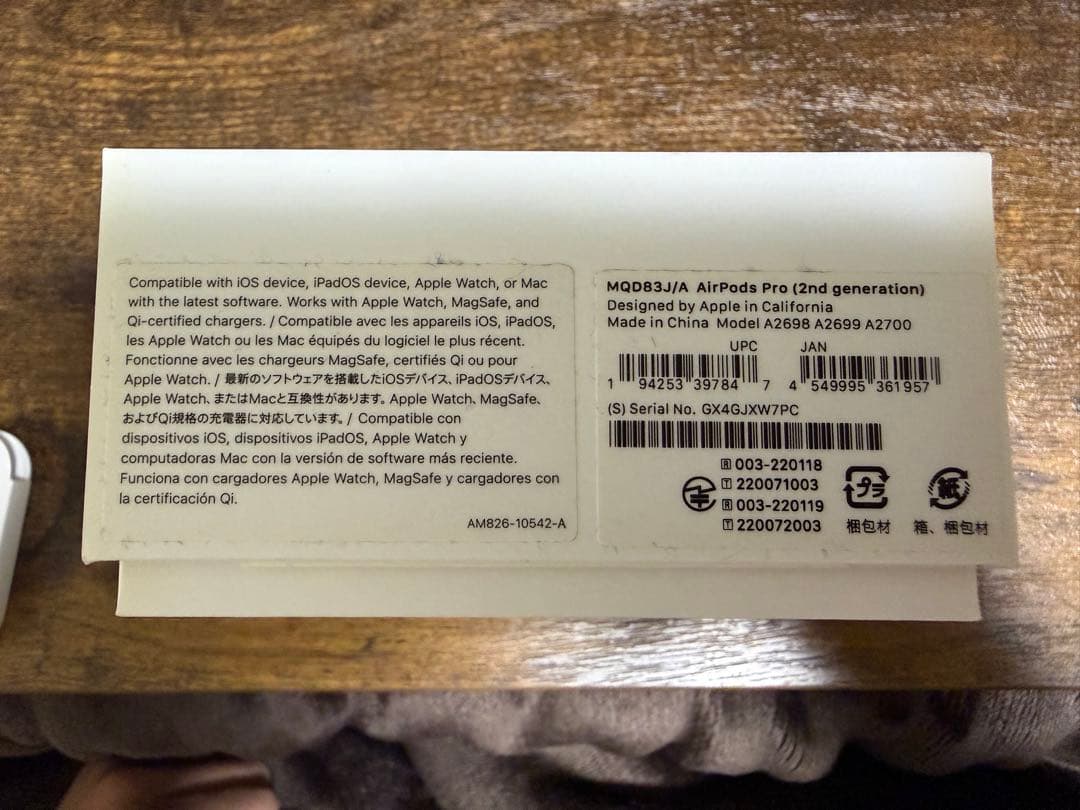 Compatible with iOS device, iPadOS device, Apple Watch, or Mac
with the latest software. Works with Apple Watch, MagSafe, and
Qi-certified chargers. / Compatible avec les appareils iOS, iPadOS,
les Apple Watch ou les Mac équipés du logiciel le plus récent.
Fonctionne avec les chargeurs MagSafe, certifiés Qi ou pour
Apple Watch. / 最新のソフトウェアを搭載したiOSデバイス、iPadOSデバイス、
Apple Watch、またはMacと互換性があります。Apple Watch、MagSafe、
およびQi規格の充電器に対応しています。/ Compatible con
dispositivos iOS, dispositivos iPadOS, Apple Watch y
computadoras Mac con la versión de software más reciente.
Funciona con cargadores Apple Watch, MagSafe y cargadores con
la certificación Qi.
AM826-10542-A
MQD83J/A AirPods Pro (2nd generation)
Designed by Apple in California
Made in China Model A2698 A2699 A2700
UPC JAN
1 94253 39784 7 4 549995 361957
(S) Serial No. GX4GJXW7PC
R 003-220118
T 220071003
R 003-220119
T 220072003
プラ
梱包材
紙
箱、梱包材